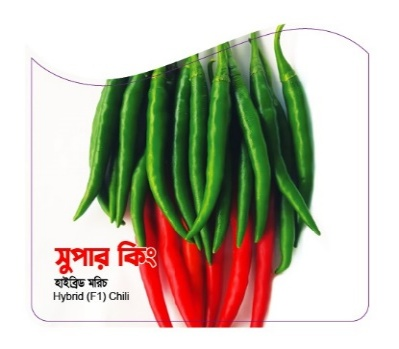 সুপার কিং
হাইব্রিড মরিচ
Hybrid (F1) Chili